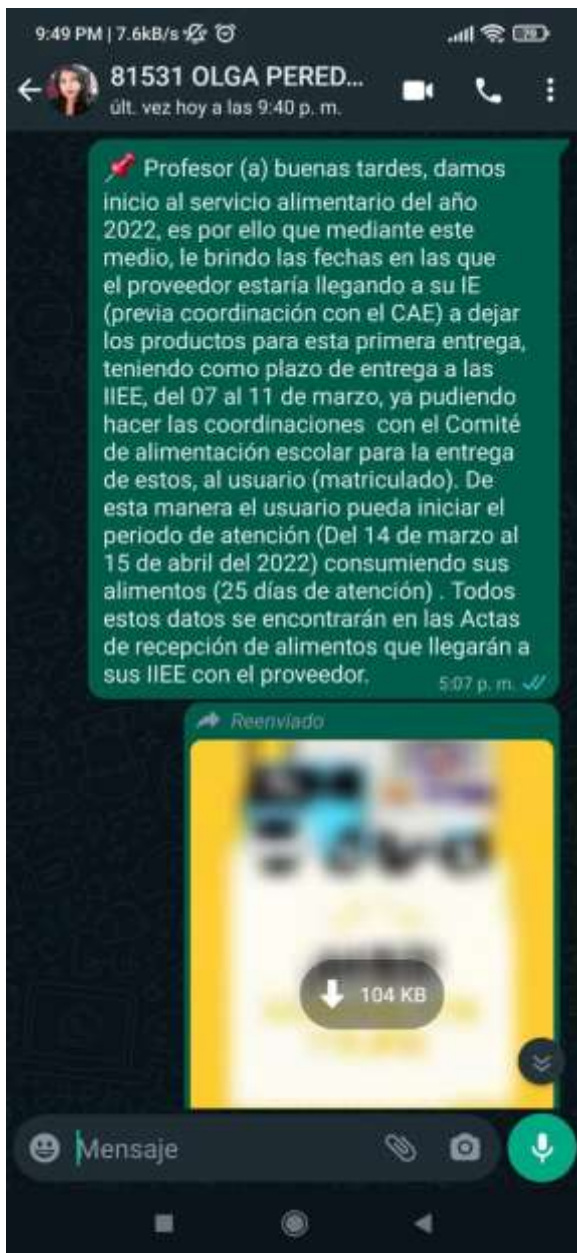 9:49 PM | 7.6kB/s
81531 OLGA PERED...
últ. vez hoy a las 9:40 p. m.
Profesor (a) buenas tardes, damos
inicio al servicio alimentario del año
2022, es por ello que mediante este
medio, le brindo las fechas en las que
el proveedor estaría llegando a su IE
(previa coordinación con el CAE) a dejar
los productos para esta primera entrega,
teniendo como plazo de entrega a las
IIEE, del 07 al 11 de marzo, ya pudiendo
hacer las coordinaciones con el Comité
de alimentación escolar para la entrega
de estos, al usuario (matriculado). De
esta manera el usuario pueda iniciar el
periodo de atención (Del 14 de marzo al
15 de abril del 2022) consumiendo sus
alimentos (25 días de atención) . Todos
estos datos se encontrarán en las Actas
de recepción de alimentos que llegarán a
sus IIEE con el proveedor.
5:07 p. m.
Reenviado
104 KB
Mensaje